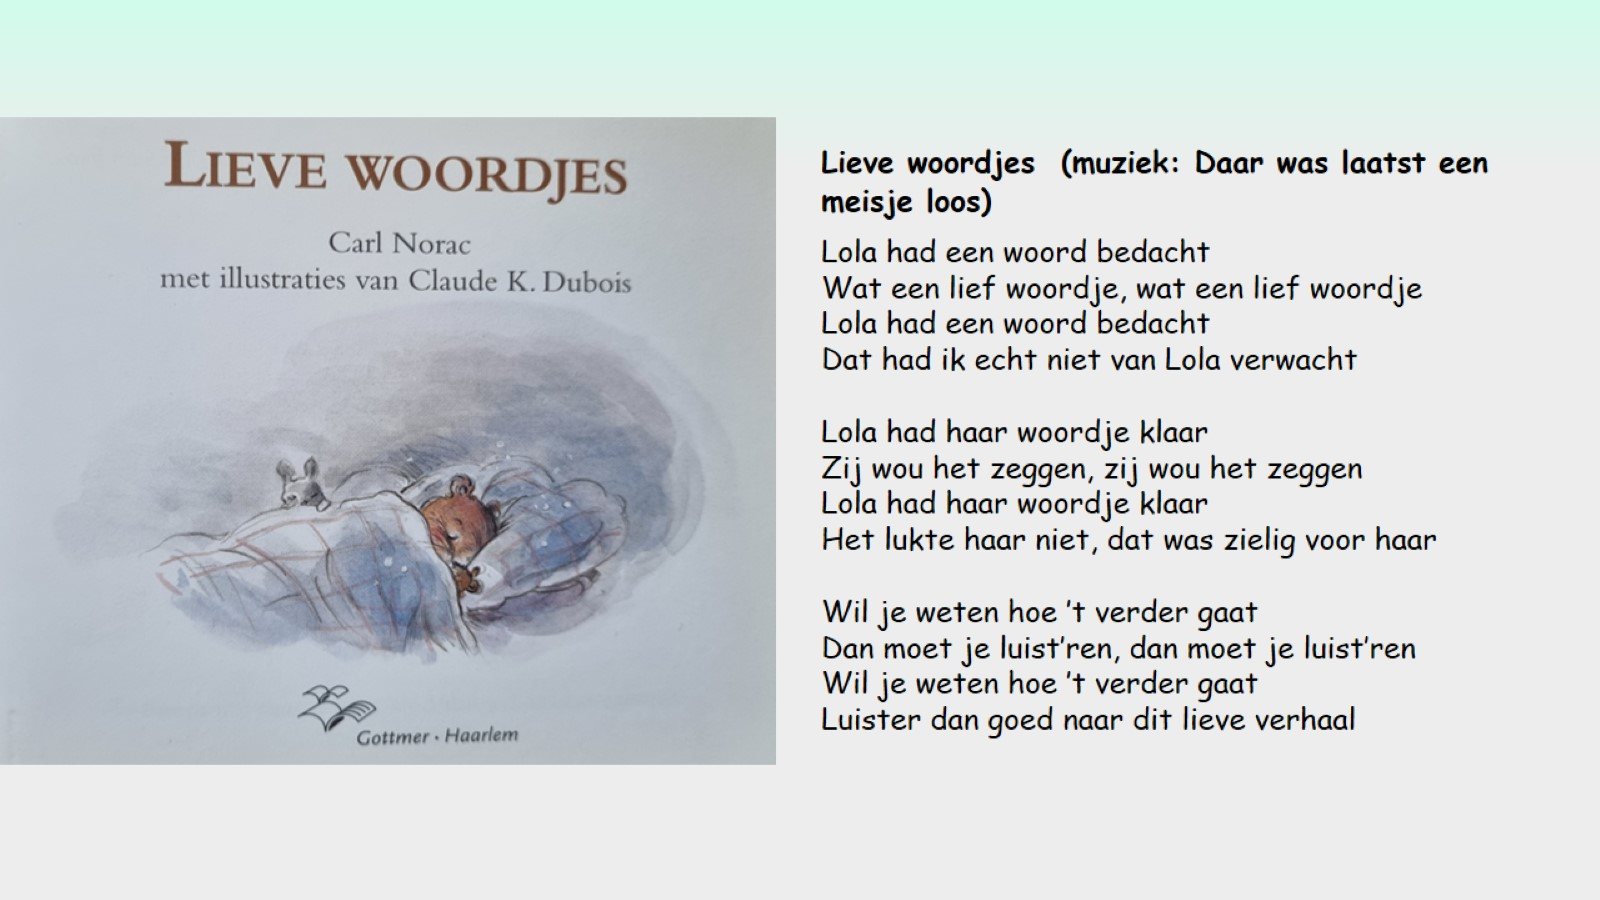 LIEVE WOORDJES
Carl Norac
met illustraties van Claude K. Dubois
Gottmer · Haarlem
Lieve woordjes  (muziek: Daar was laatst een
meisje loos)
Lola had een woord bedacht
Wat een lief woordje, wat een lief woordje
Lola had een woord bedacht
Dat had ik echt niet van Lola verwacht
Lola had haar woordje klaar
Zij wou het zeggen, zij wou het zeggen
Lola had haar woordje klaar
Het lukte haar niet, dat was zielig voor haar
Wil je weten hoe ’t verder gaat
Dan moet je luist’ren, dan moet je luist’ren
Wil je weten hoe ’t verder gaat
Luister dan goed naar dit lieve verhaal